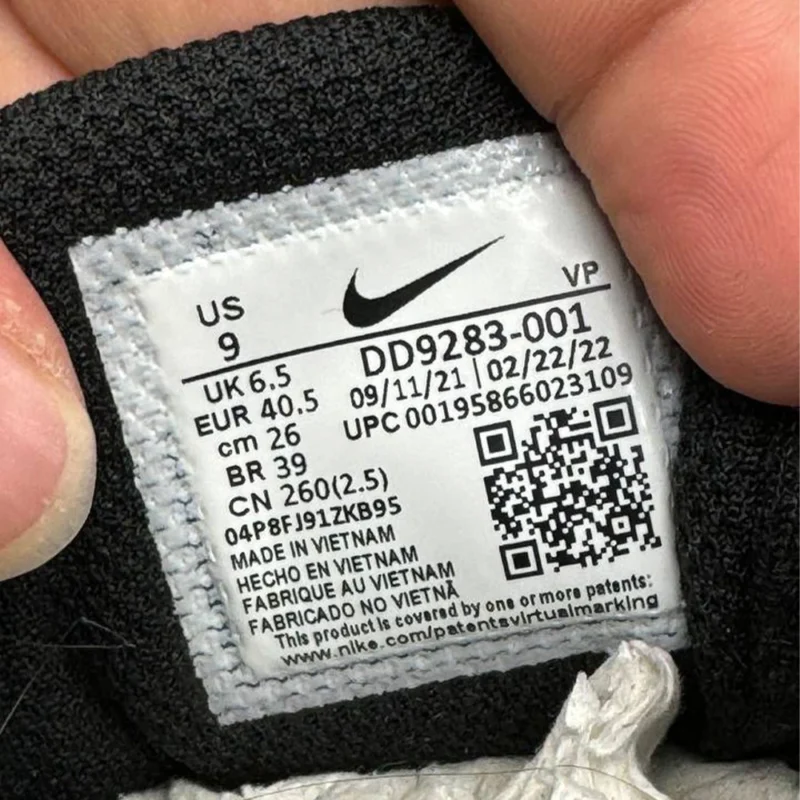 US
9
VP
UK 6.5
EUR 40.5
cm 26
BR 39
CN 260(2.5)
DD9283-001
09/11/21 | 02/22/22
UPC 00195866023109
04P8FJ91ZKB95
MADE IN VIETNAM
HECHO EN VIETNAM
FABRIQUE AU VIETNAM
FABRICADO NO VIETNÃ
This product is covered by one or more patents:
www.nike.com/patentsvirtualmarking